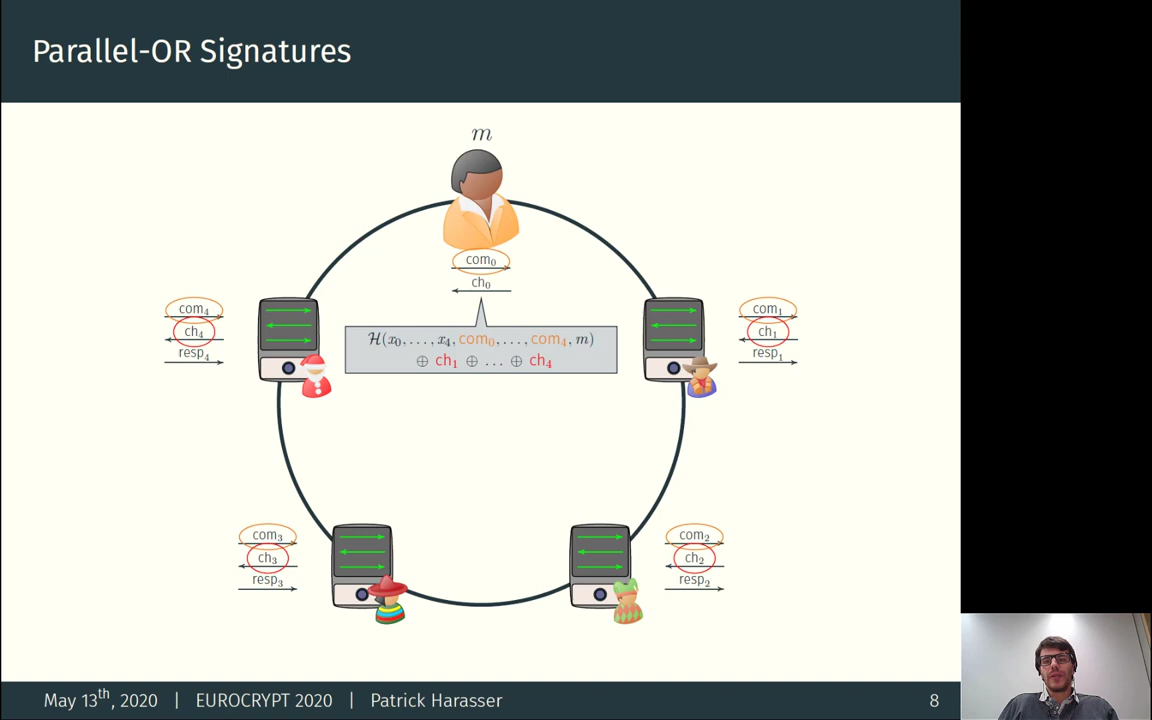 Parallel-OR Signatures
m
com₀
ch₀
com₄
ch₄
resp₄
ℋ(x₀,…,x₄,com₀,…,com₄,m)
⊕ ch₁ ⊕ … ⊕ ch₄
com₁
ch₁
resp₁
com₃
ch₃
resp₃
com₂
ch₂
resp₂
May 13th, 2020 | EUROCRYPT 2020 | Patrick Harasser 8